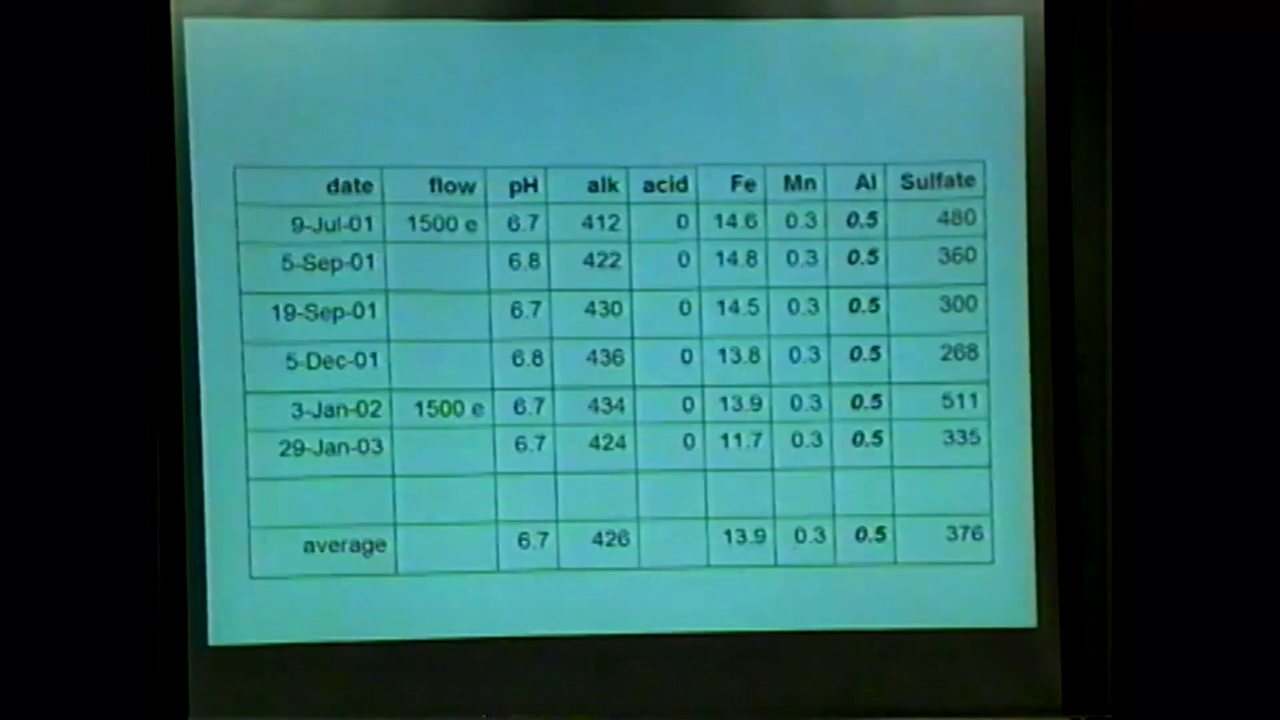 date flow pH alk acid Fe Mn Al Sulfate
9-Jul-01 1500 e 6.7 412 0 14.6 0.3 0.5 480
5-Sep-01 6.8 422 0 14.8 0.3 0.5 360
19-Sep-01 6.7 430 0 14.5 0.3 0.5 300
5-Dec-01 6.8 436 0 13.8 0.3 0.5 268
3-Jan-02 1500 e 6.7 434 0 13.9 0.3 0.5 511
29-Jan-03 6.7 424 0 11.7 0.3 0.5 335
average 6.7 426 13.9 0.3 0.5 376